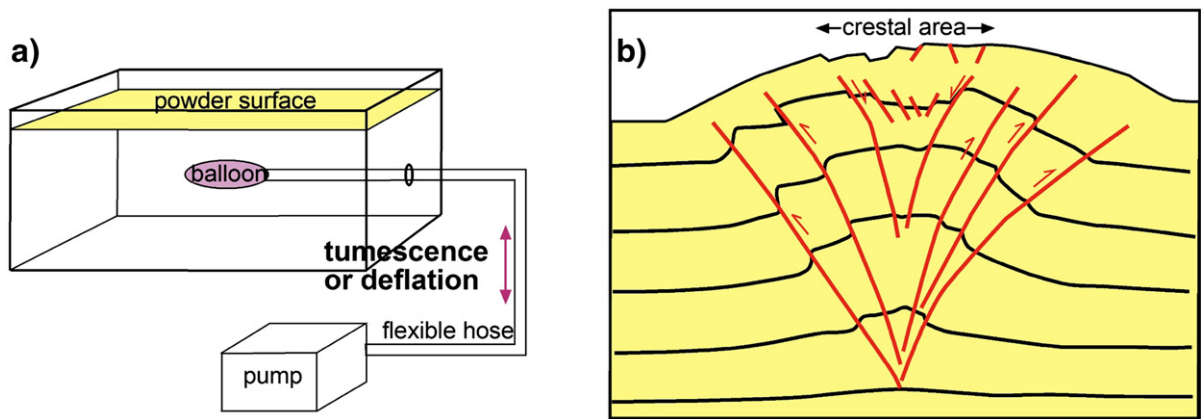 a)
powder surface
balloon
tumescence
or deflation
flexible hose
pump
b)
crestal area